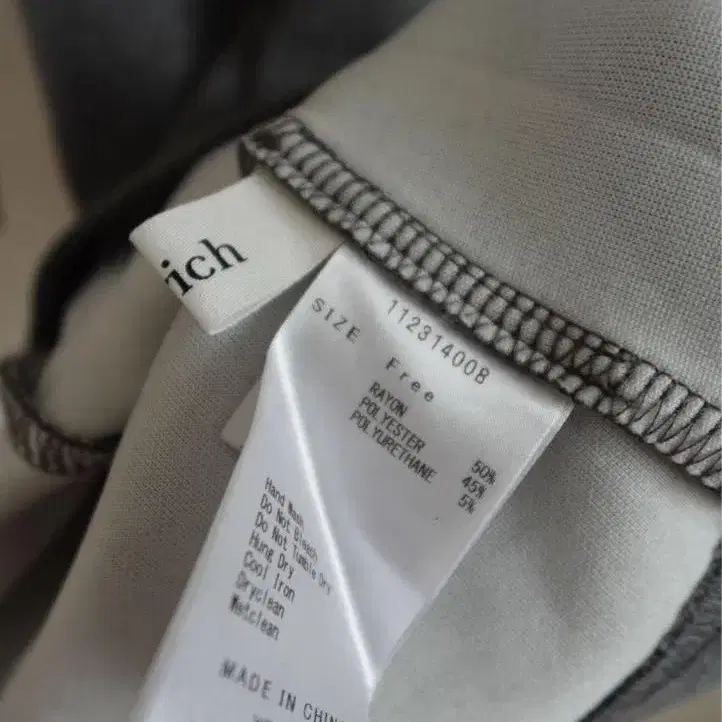 ich
112314008
SIZE Free
RAYON 50%
POLYESTER 45%
POLYURETHANE 5%
Hand Wash
Do Not Bleach
Do Not Tumble Dry
Hung Dry
Cool Iron
Dryclean
Wetclean
MADE IN CHIN